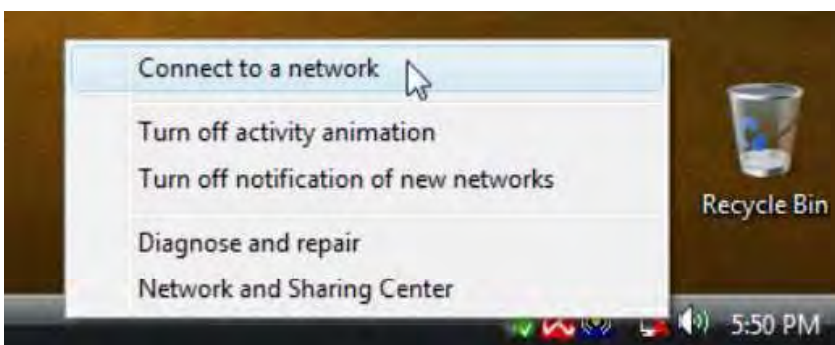 Connect to a network
Turn off activity animation
Turn off notification of new networks
Recycle Bin
Diagnose and repair
Network and Sharing Center
5:50 PM